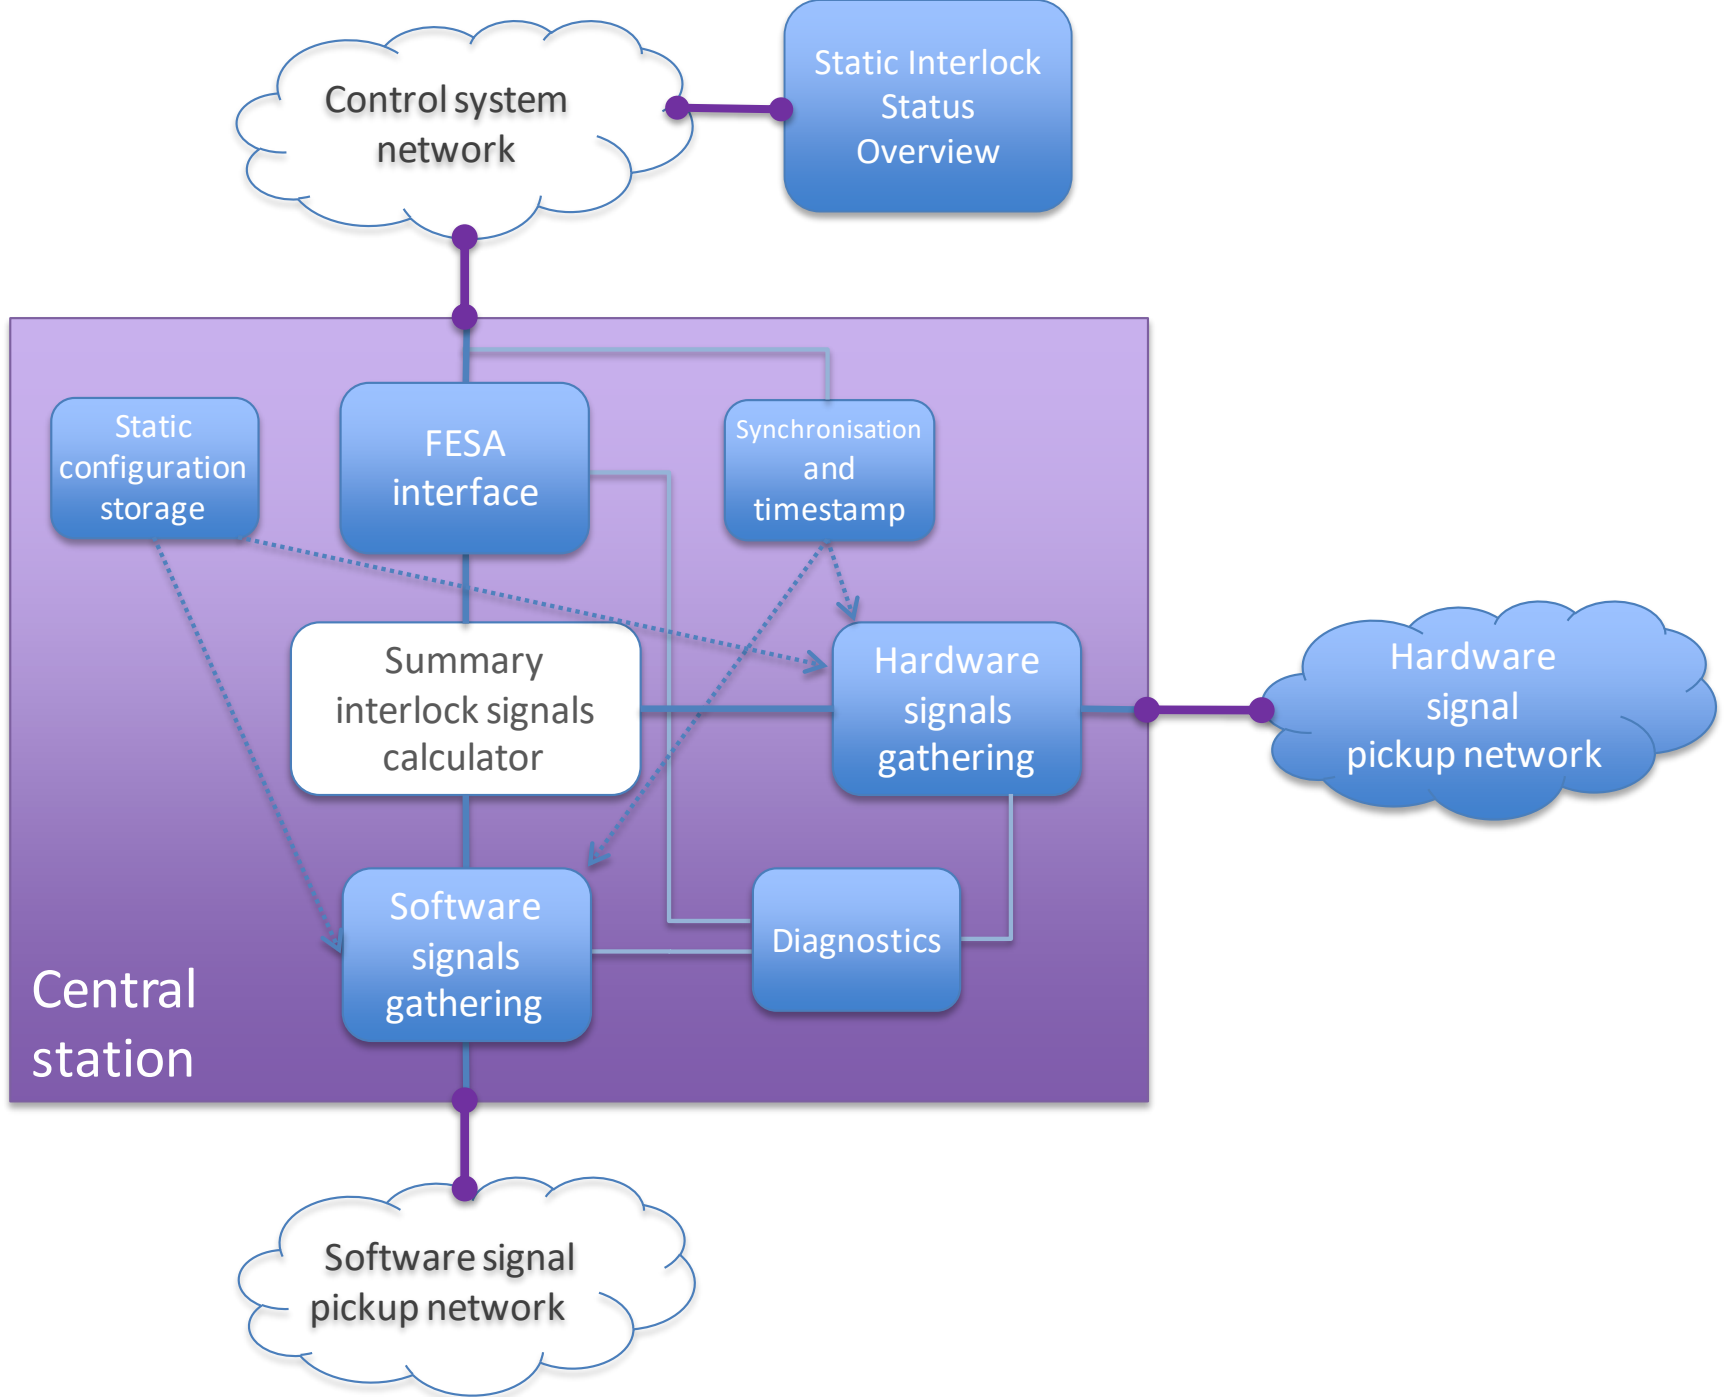 Control system
network
Static Interlock
Status
Overview
Static
configuration
storage
FESA
interface
Synchronisation
and
timestamp
Summary
interlock signals
calculator
Hardware
signals
gathering
Hardware
signal
pickup network
Software
signals
gathering
Diagnostics
Central
station
Software signal
pickup network